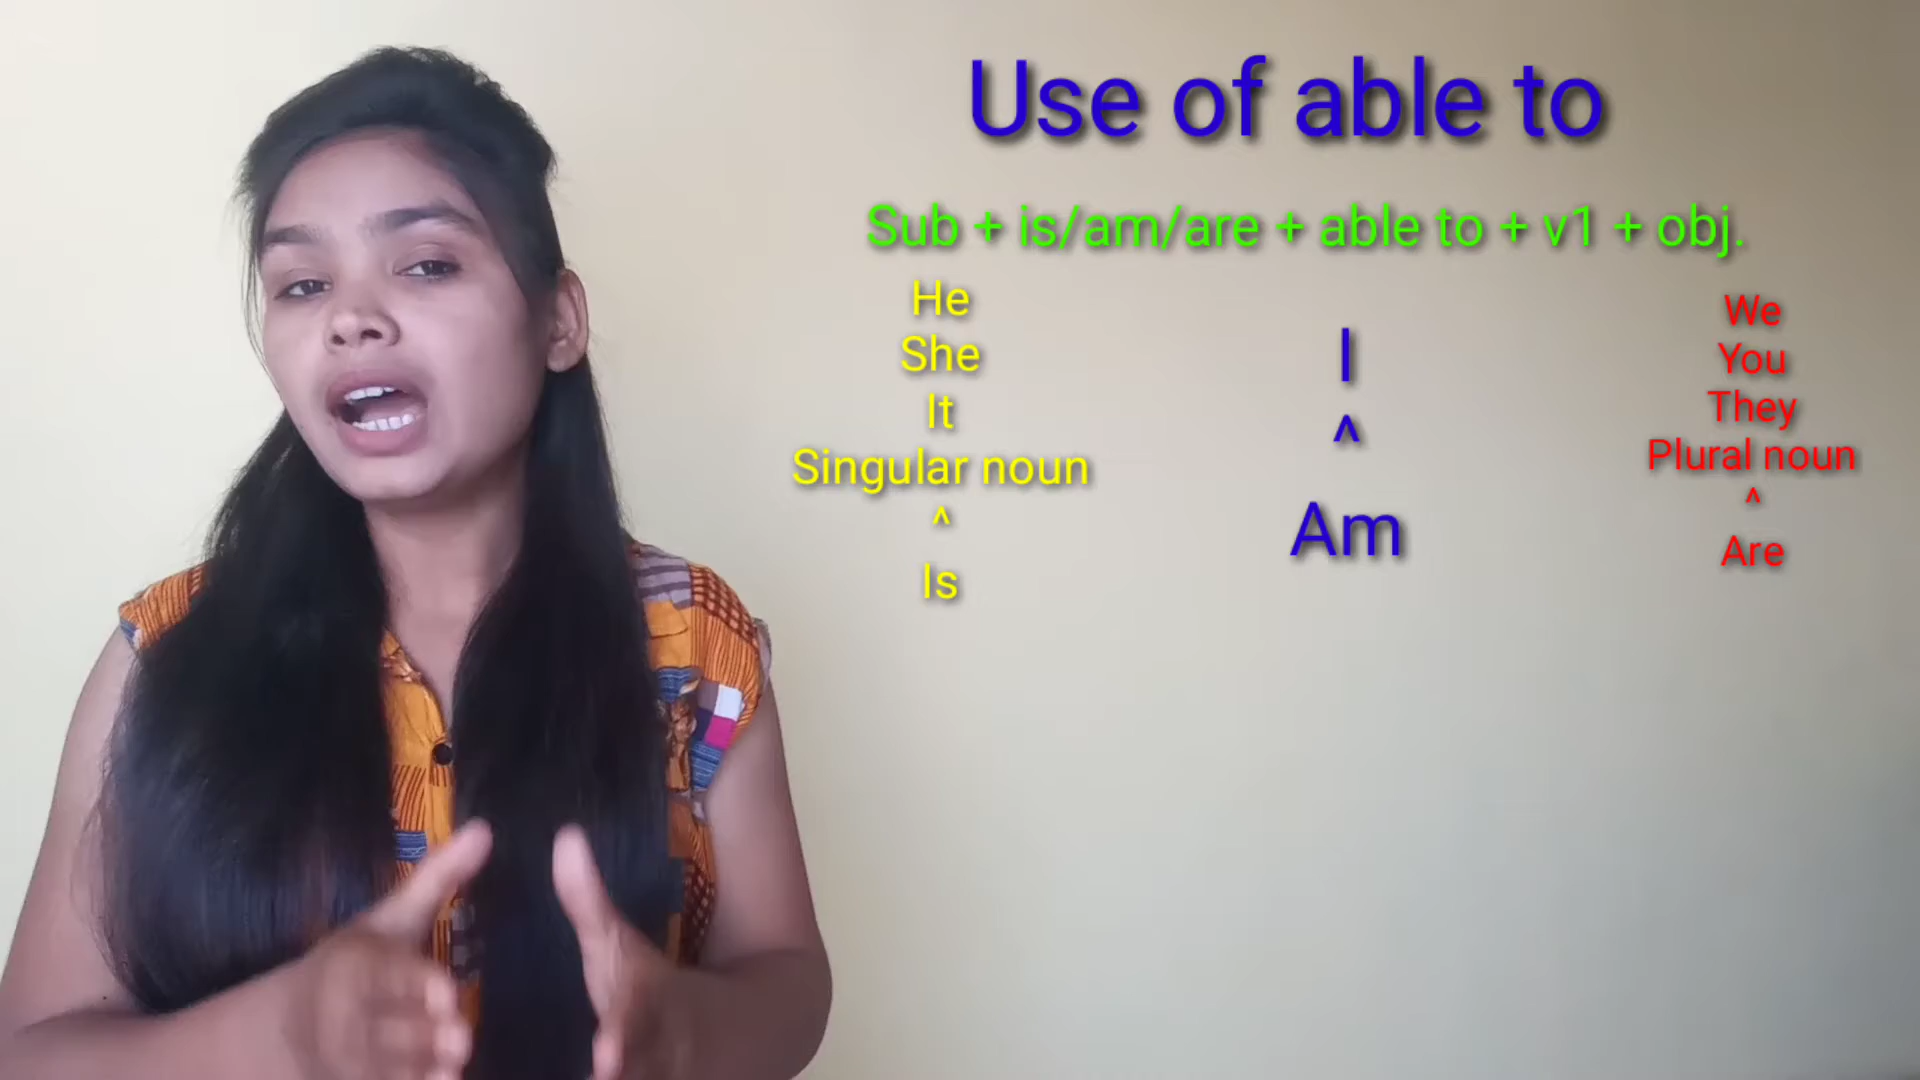 Use of able to
Sub + is/am/are + able to + v1 + obj.
He
She
It
Singular noun
^
Is
I
^
Am
We
You
They
Plural noun
^
Are